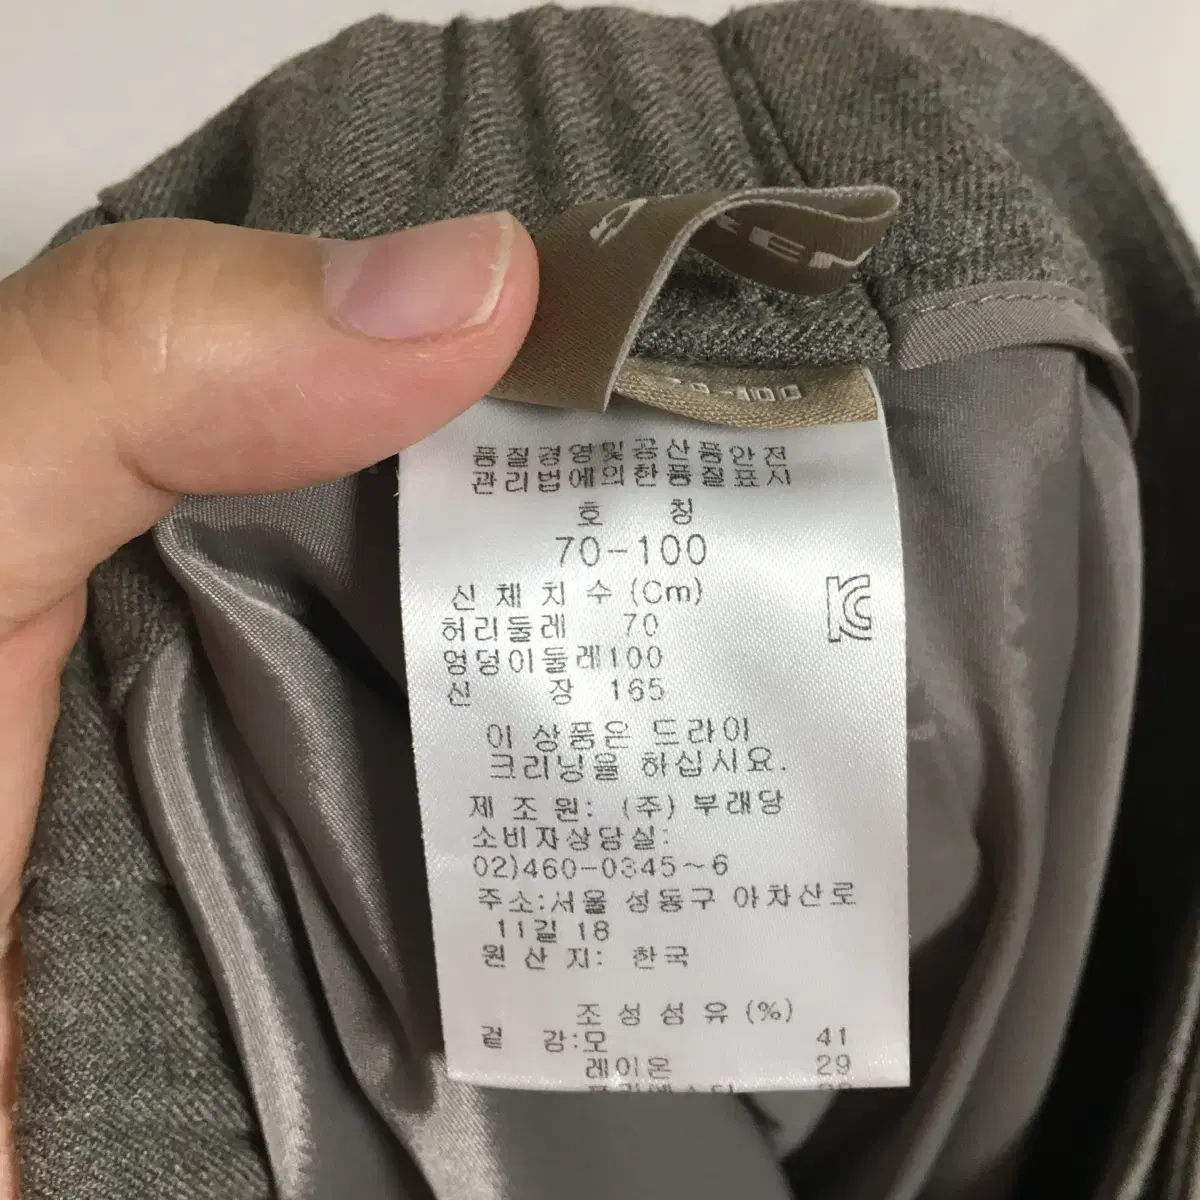 70-100
품질경영및공산품안전
관리법에의한품질표시
호 칭
70-100
신 체 치 수 (Cm)
허리둘레 70
엉덩이둘레100
신 장 165
이 상품은 드라이
크리닝을 하십시요.
제 조 원: (주) 부래당
소비자상담실:
02)460-0345~6
주소:서울 성동구 아차산로
11길 18
원 산 지: 한국
조 성 섬 유 (%)
겉 감:모 41
레이온 29